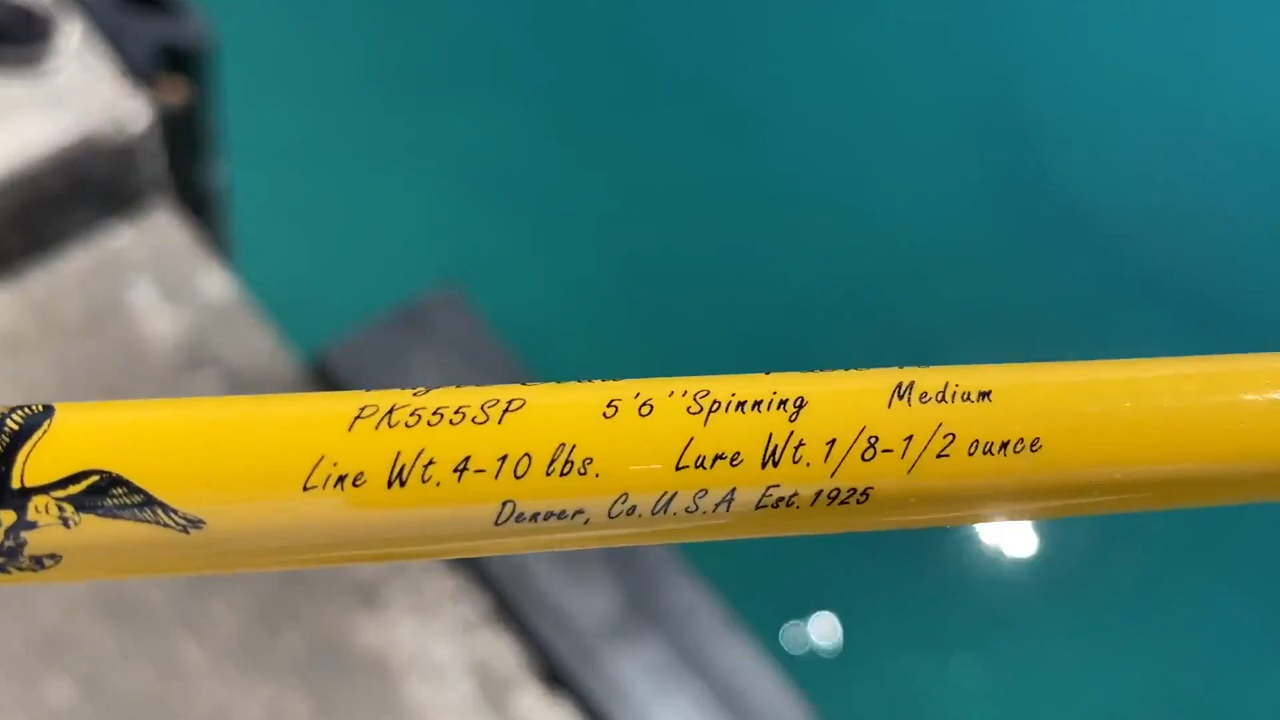 PK555SP 5'6''Spinning Medium
Line Wt. 4-10 lbs. Lure Wt. 1/8-1/2 ounce
Denver, Co.U.S.A Est. 1925